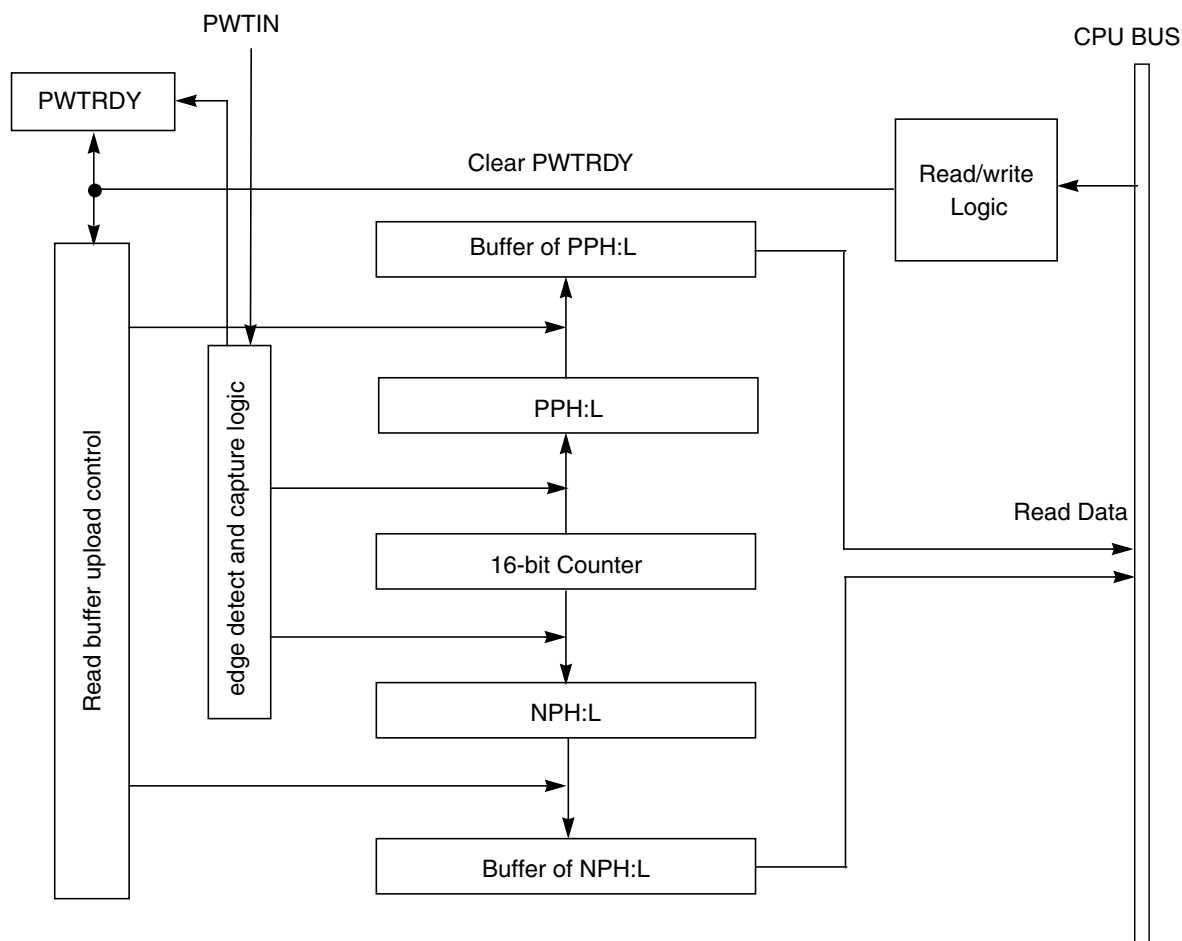 PWTIN
CPU BUS
PWTRDY
Clear PWTRDY
Read/write
Logic
Buffer of PPH:L
PPH:L
Read buffer upload control
edge detect and capture logic
Read Data
16-bit Counter
NPH:L
Buffer of NPH:L